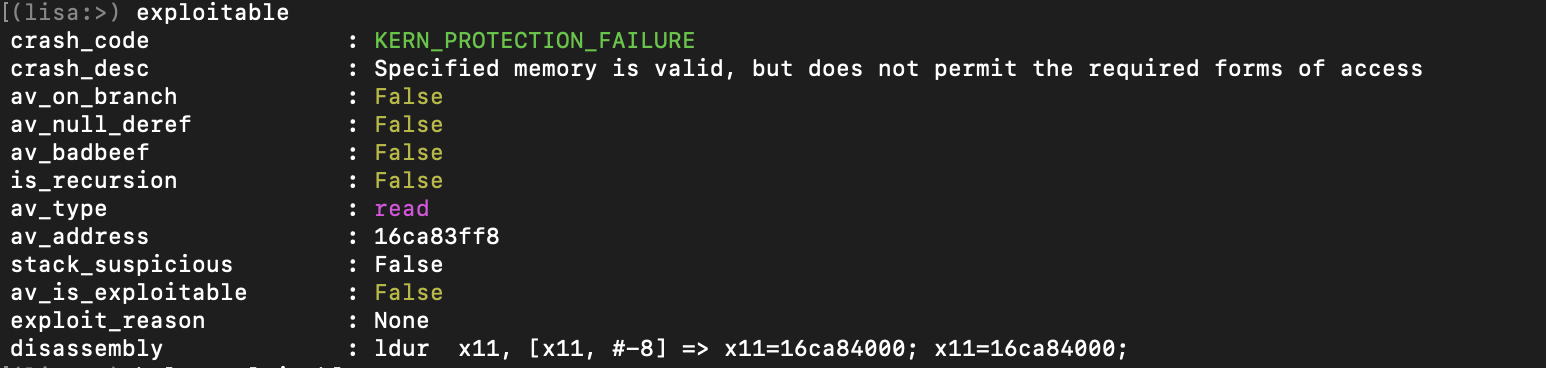 [(lisa:>) exploitable
crash_code : KERN_PROTECTION_FAILURE
crash_desc : Specified memory is valid, but does not permit the required forms of access
av_on_branch : False
av_null_deref : False
av_badbeef : False
is_recursion : False
av_type : read
av_address : 16ca83ff8
stack_suspicious : False
av_is_exploitable : False
exploit_reason : None
disassembly : ldur x11, [x11, #-8] => x11=16ca84000; x11=16ca84000;